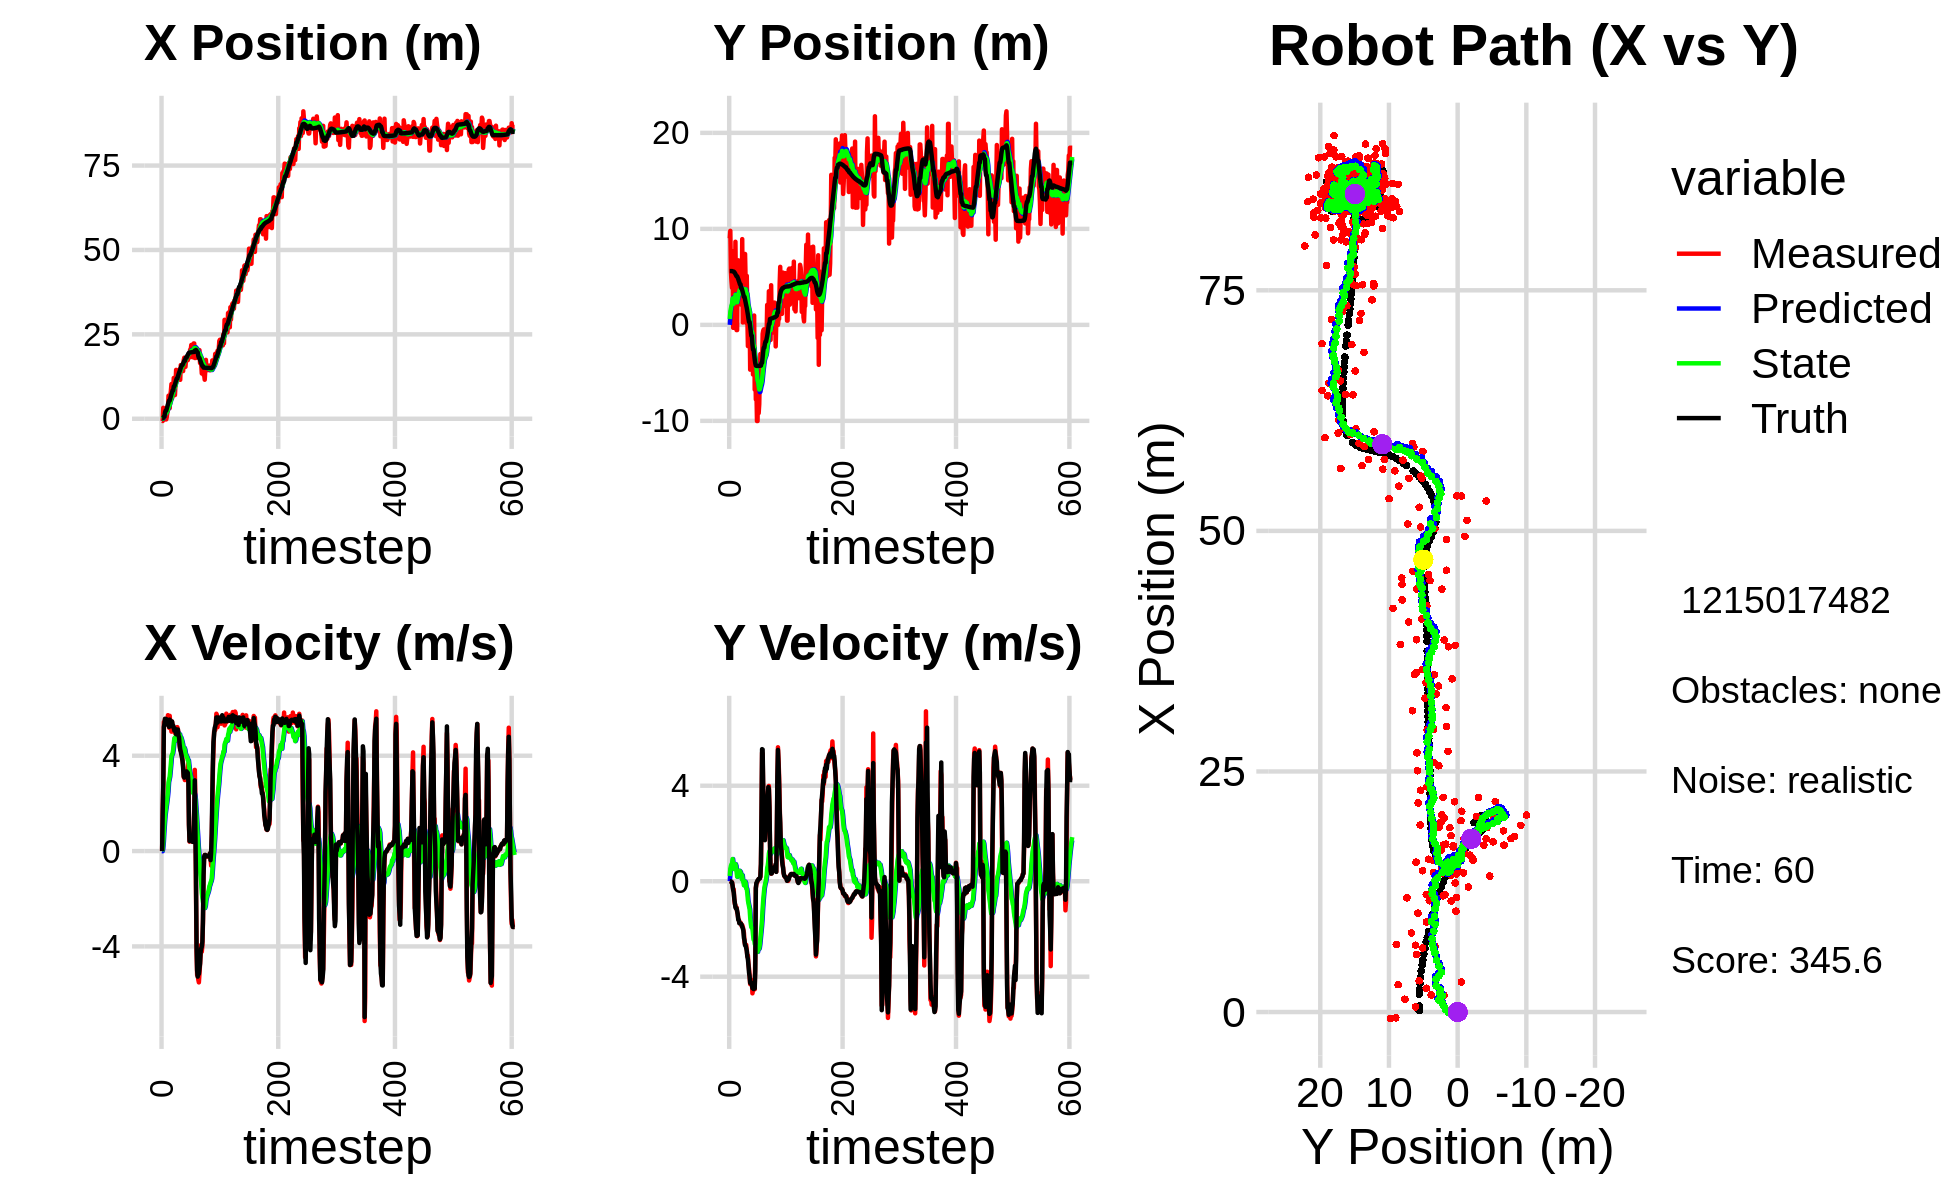 X Position (m)
75
50
25
0
0 200 400 600
timestep
Y Position (m)
20
10
0
-10
0 200 400 600
timestep
X Velocity (m/s)
4
0
-4
0 200 400 600
timestep
Y Velocity (m/s)
4
0
-4
0 200 400 600
timestep
Robot Path (X vs Y)
X Position (m)
75
50
25
0
20 10 0 -10 -20
Y Position (m)
variable
Measured
Predicted
State
Truth
1215017482
Obstacles: none
Noise: realistic
Time: 60
Score: 345.6